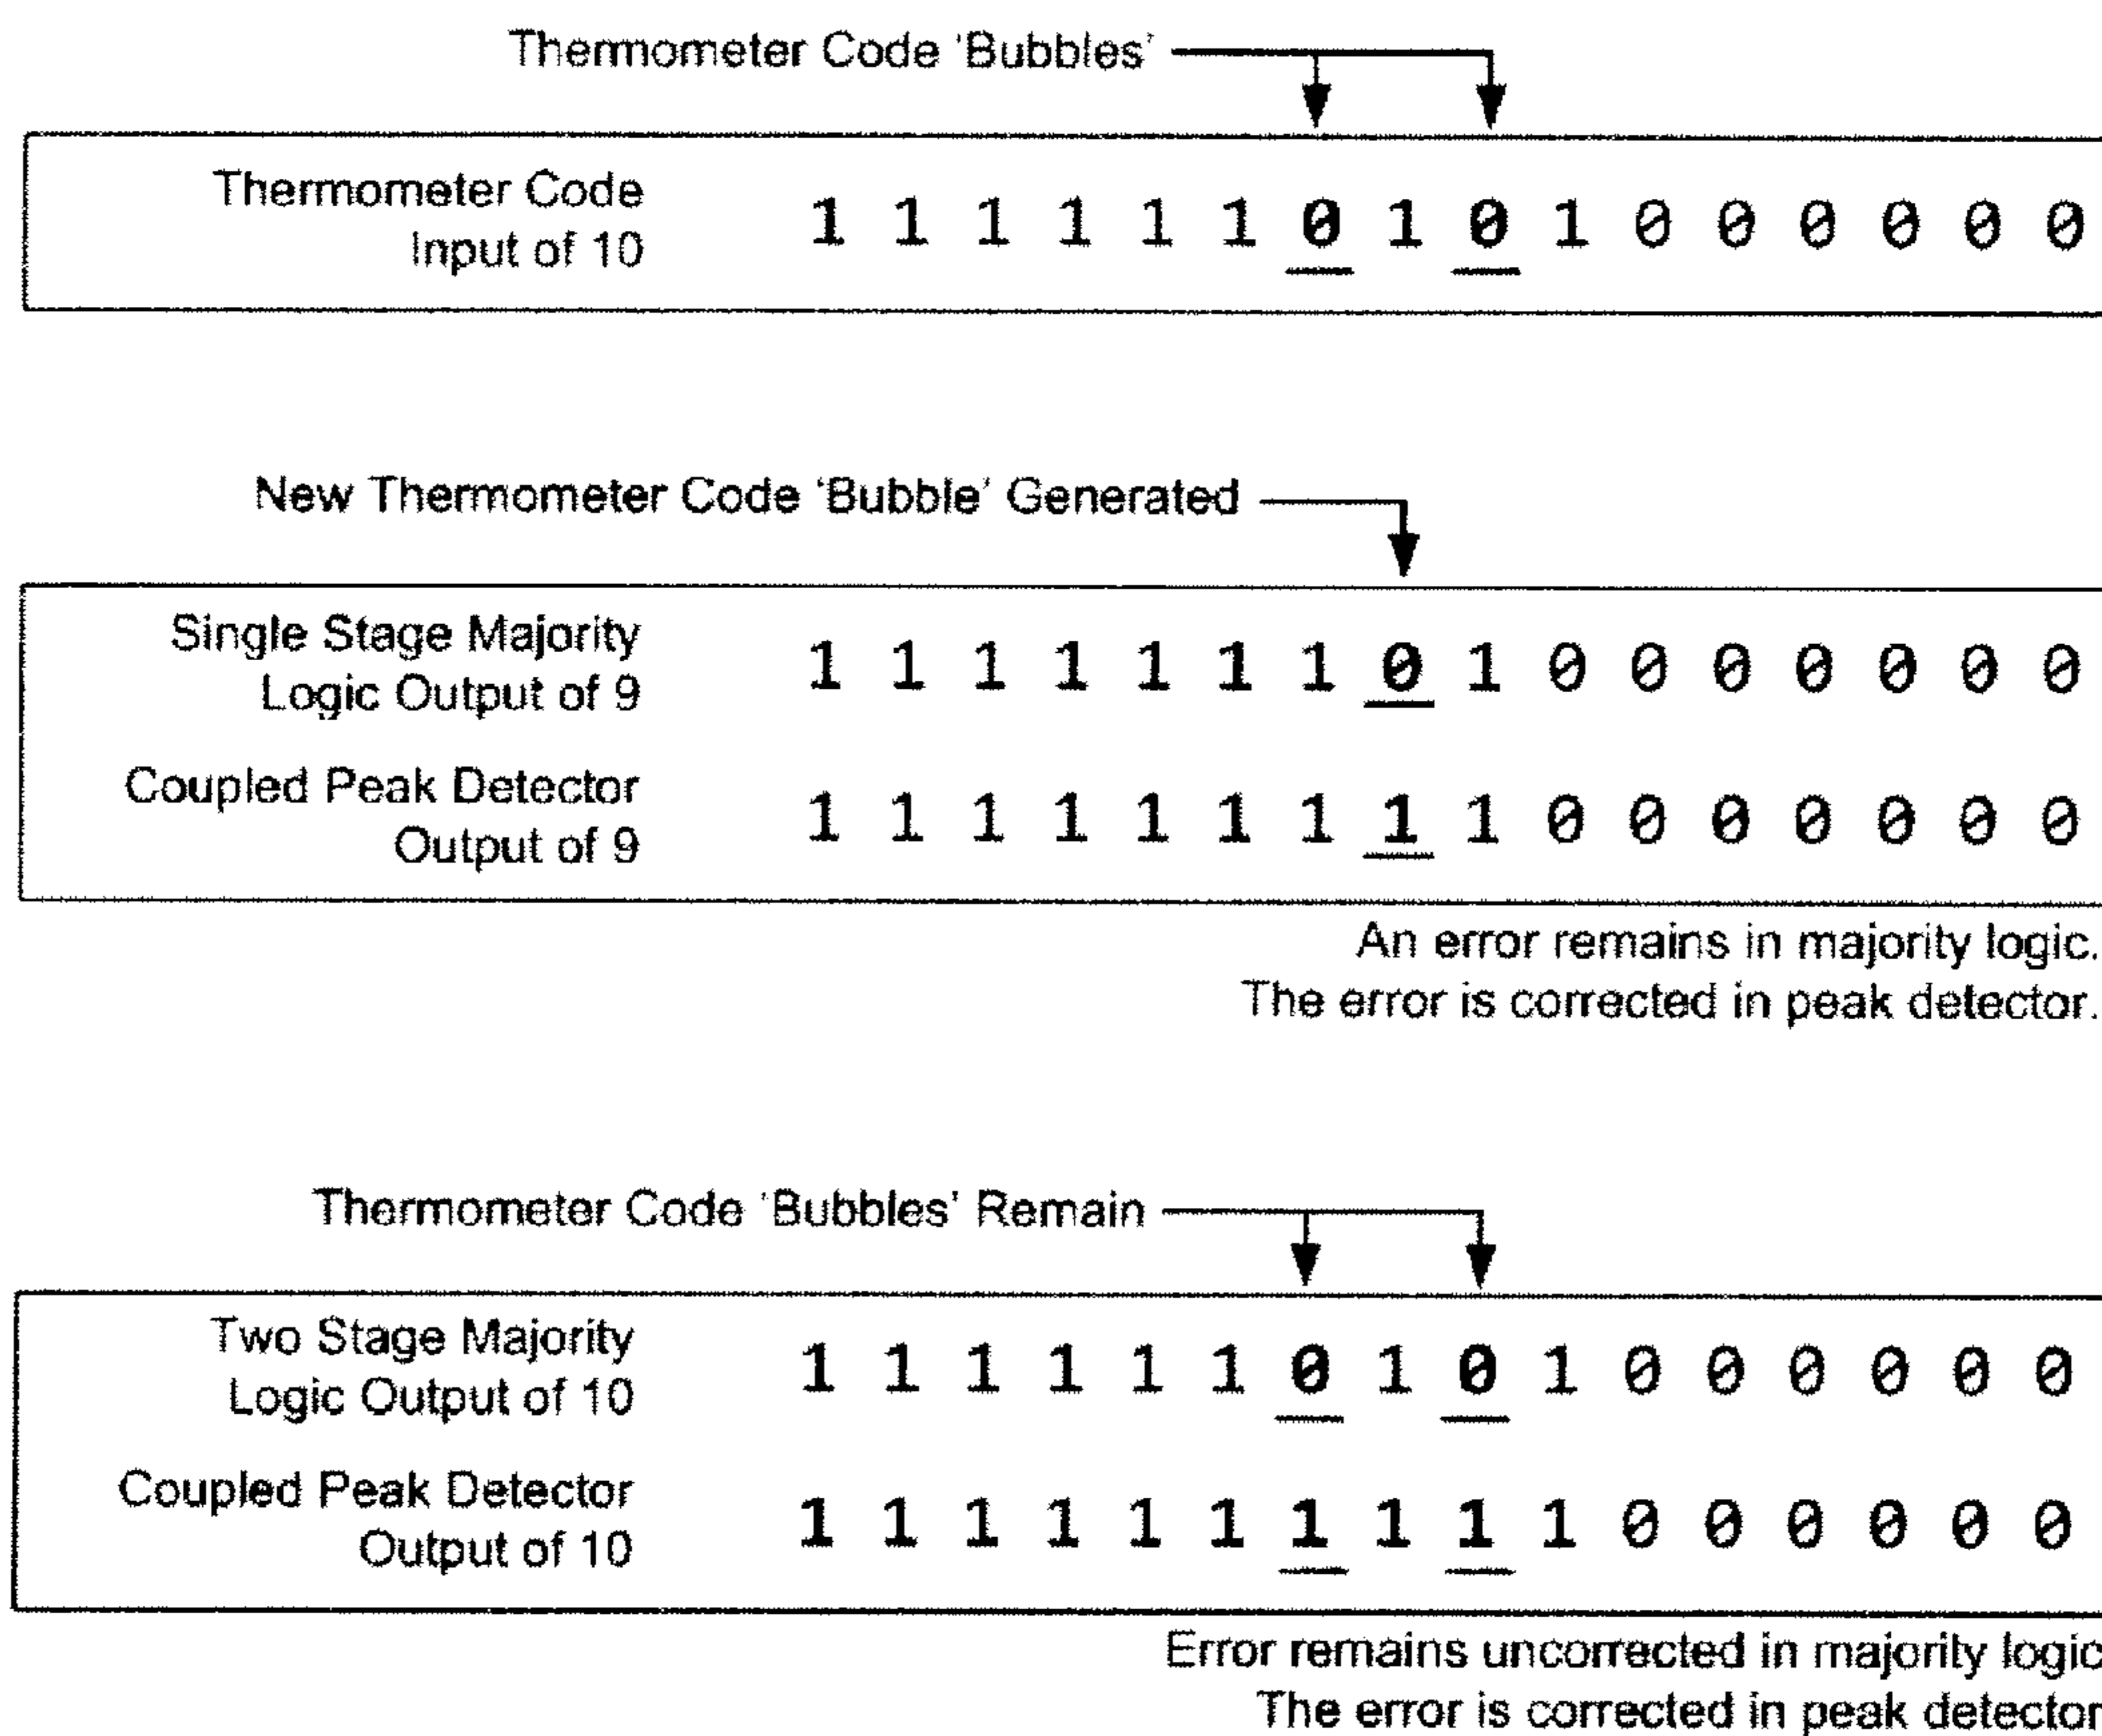 Thermometer Code 'Bubbles'
Thermometer Code
Input of 10
1 1 1 1 1 1 0 1 0 1 0 0 0 0 0 0
New Thermometer Code 'Bubble' Generated
Single Stage Majority
Logic Output of 9
1 1 1 1 1 1 1 0 1 0 0 0 0 0 0 0
Coupled Peak Detector
Output of 9
1 1 1 1 1 1 1 1 1 0 0 0 0 0 0 0
An error remains in majority logic.
The error is corrected in peak detector.
Thermometer Code 'Bubbles' Remain
Two Stage Majority
Logic Output of 10
1 1 1 1 1 1 0 1 0 1 0 0 0 0 0 0
Coupled Peak Detector
Output of 10
1 1 1 1 1 1 1 1 1 1 0 0 0 0 0 0
Error remains uncorrected in majority logic
The error is corrected in peak detector